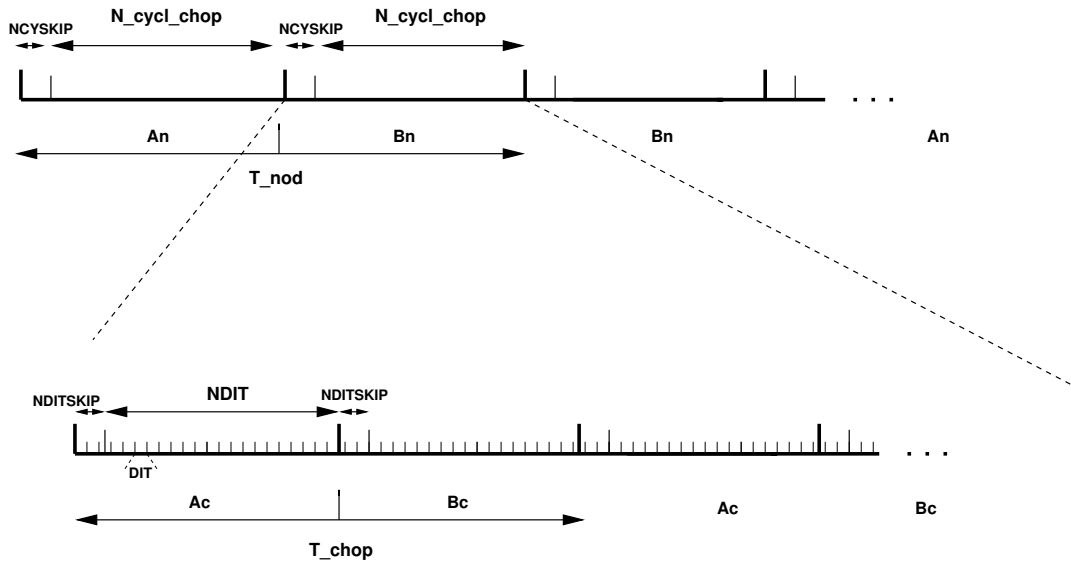 N_cycl_chop N_cycl_chop
NCYSKIP NCYSKIP
An Bn Bn An
T_nod
NDITSKIP NDIT NDITSKIP
DIT
Ac Bc Ac Bc
T_chop